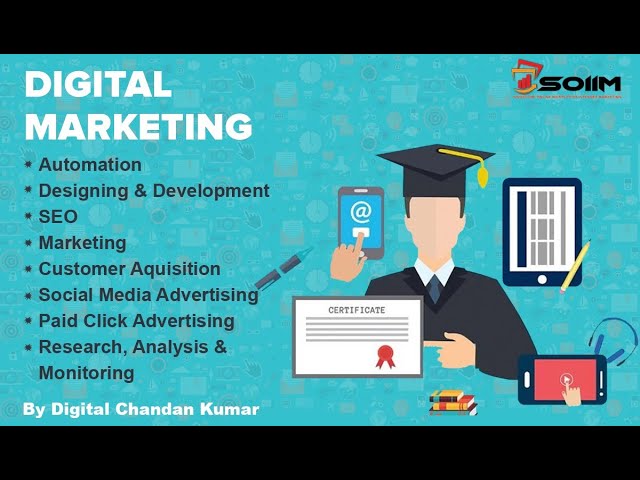 DIGITAL
MARKETING
SOIIM
* Automation
* Designing & Development
* SEO
* Marketing
* Customer Aquisition
* Social Media Advertising
* Paid Click Advertising
* Research, Analysis &
Monitoring
@
CERTIFICATE
By Digital Chandan Kumar